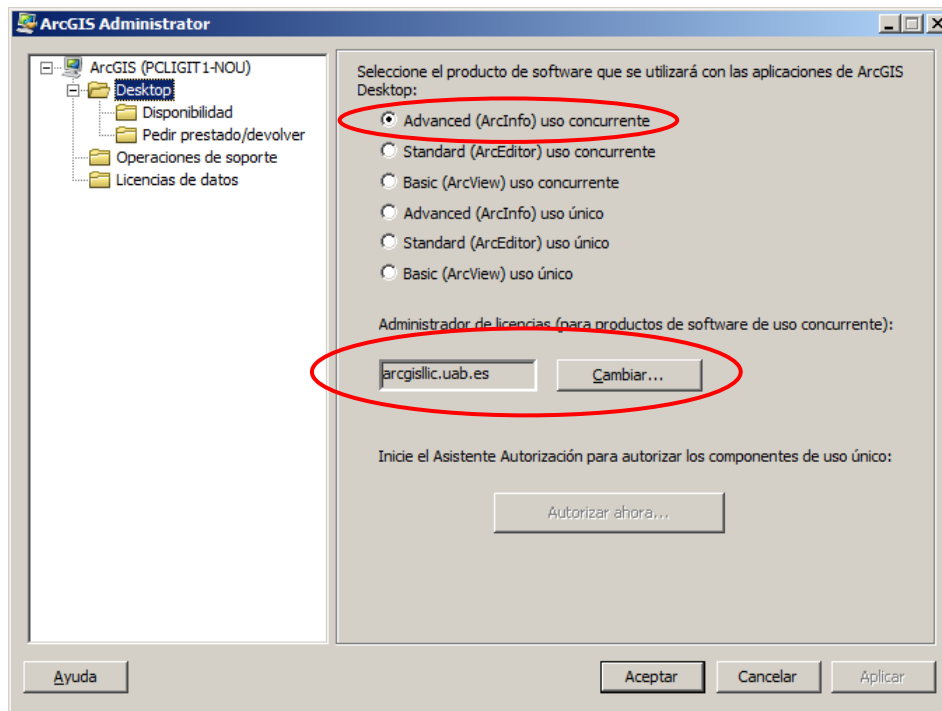 ArcGIS Administrator
ArcGIS (PCLIGIT1-NOU)
Desktop
Disponibilidad
Pedir prestado/devolver
Operaciones de soporte
Licencias de datos
Seleccione el producto de software que se utilizará con las aplicaciones de ArcGIS
Desktop:
Advanced (ArcInfo) uso concurrente
Standard (ArcEditor) uso concurrente
Basic (ArcView) uso concurrente
Advanced (ArcInfo) uso único
Standard (ArcEditor) uso único
Basic (ArcView) uso único
Administrador de licencias (para productos de software de uso concurrente):
arcgisllic.uab.es
Cambiar...
Inicie el Asistente Autorización para autorizar los componentes de uso único:
Autorizar ahora...
Ayuda
Aceptar
Cancelar
Aplicar